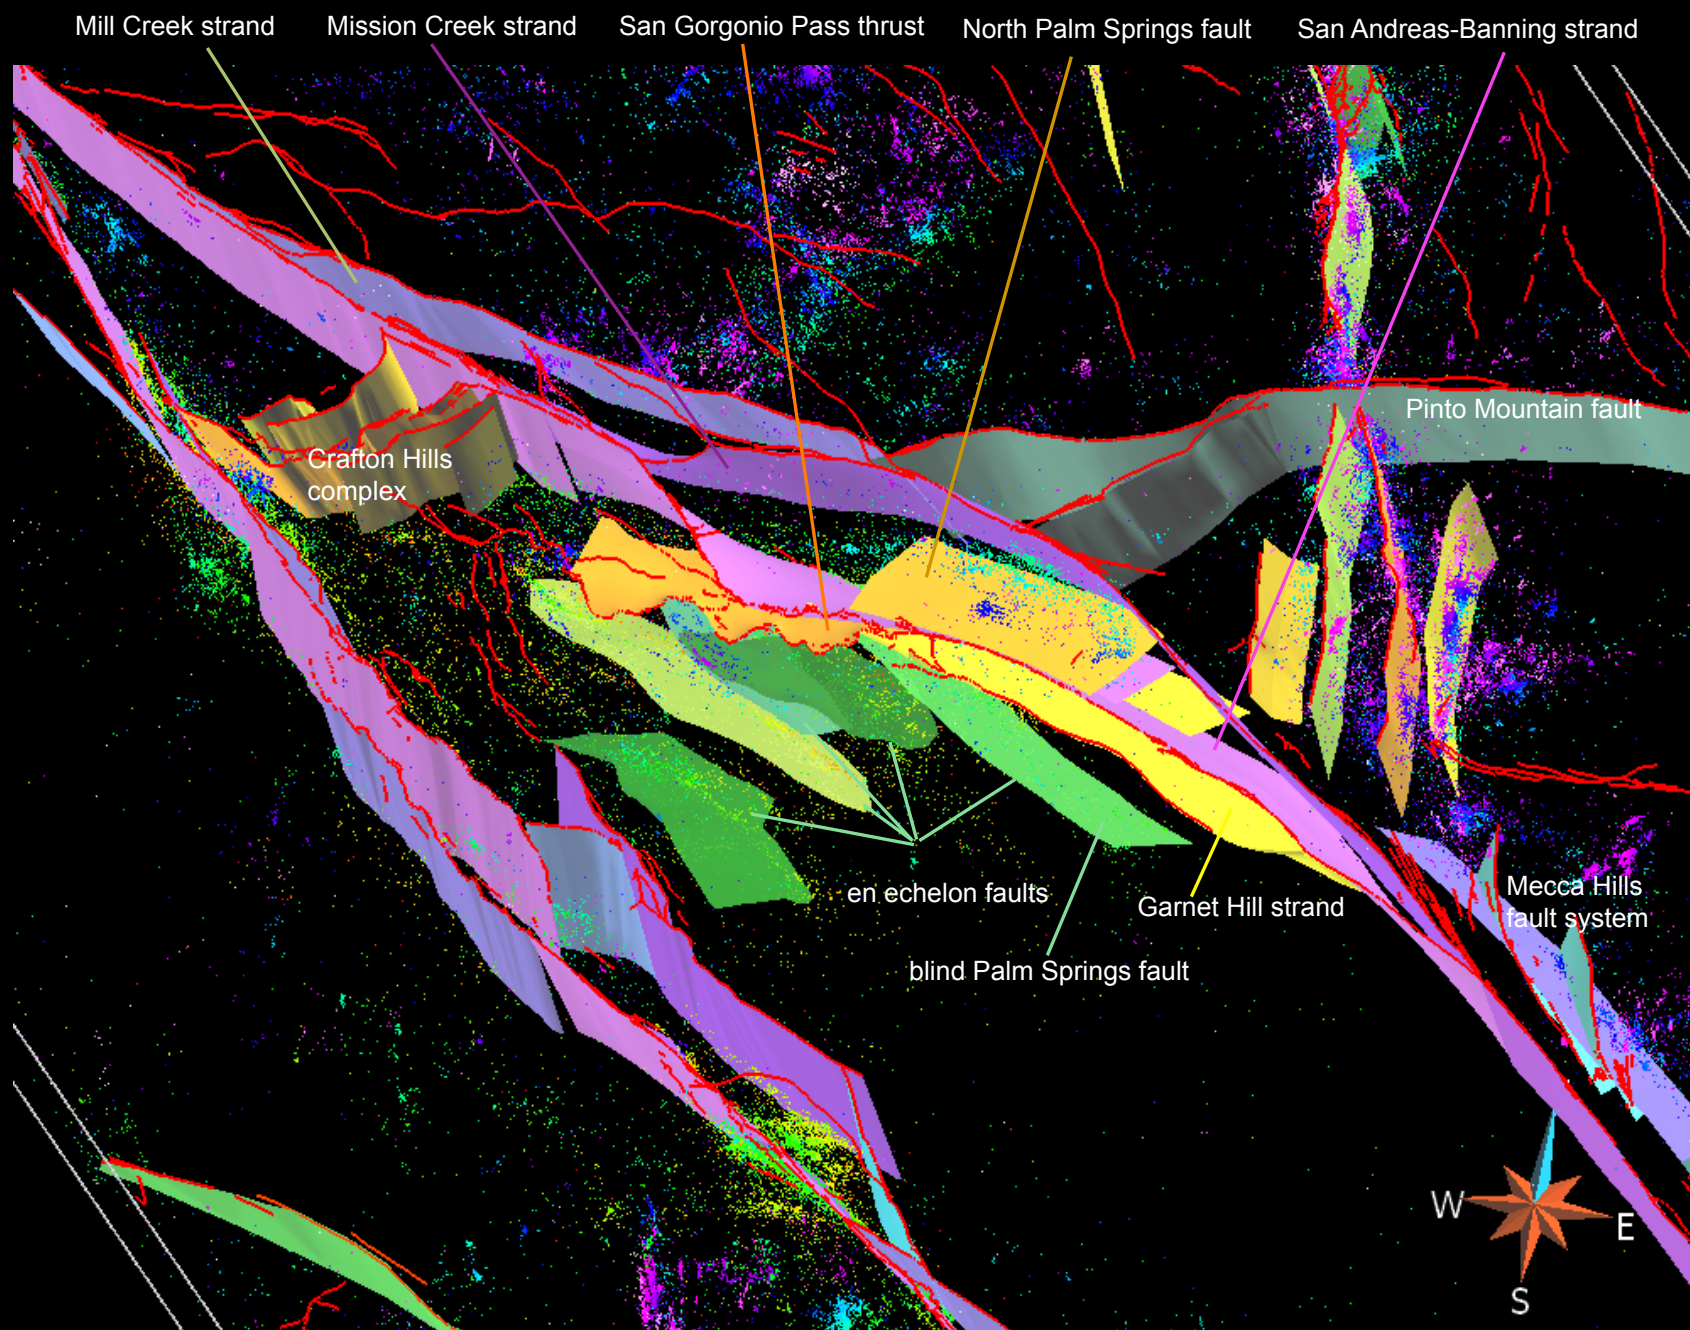 Mill Creek strand
Mission Creek strand
San Gorgonio Pass thrust
North Palm Springs fault
San Andreas-Banning strand
Pinto Mountain fault
Crafton Hills
complex
en echelon faults
Garnet Hill strand
Mecca Hills
fault system
blind Palm Springs fault
W
E
S